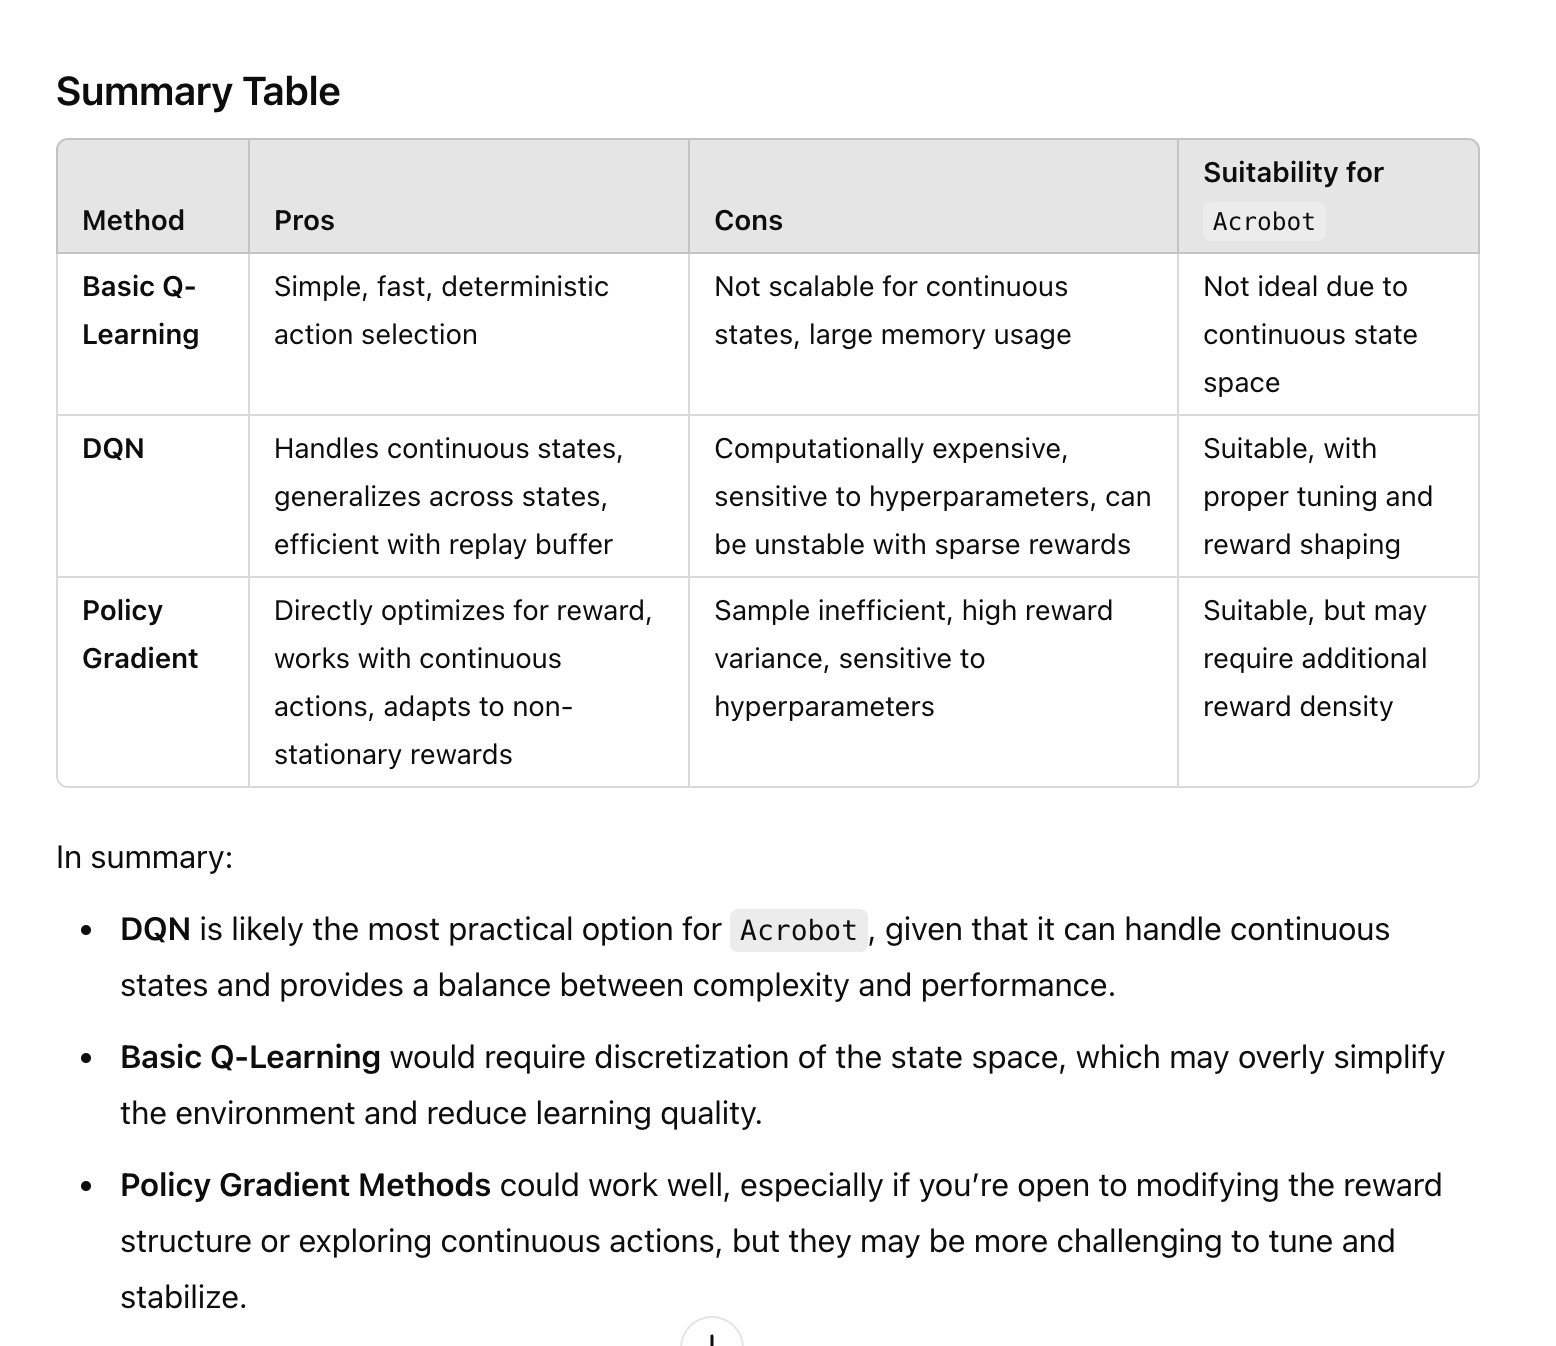 Summary Table
Method
Pros
Cons
Suitability for
Acrobot
Basic Q-
Learning
Simple, fast, deterministic
action selection
Not scalable for continuous
states, large memory usage
Not ideal due to
continuous state
space
DQN
Handles continuous states,
generalizes across states,
efficient with replay buffer
Computationally expensive,
sensitive to hyperparameters, can
be unstable with sparse rewards
Suitable, with
proper tuning and
reward shaping
Policy
Gradient
Directly optimizes for reward,
works with continuous
actions, adapts to non-
stationary rewards
Sample inefficient, high reward
variance, sensitive to
hyperparameters
Suitable, but may
require additional
reward density
In summary:
• DQN is likely the most practical option for Acrobot, given that it can handle continuous
states and provides a balance between complexity and performance.
• Basic Q-Learning would require discretization of the state space, which may overly simplify
the environment and reduce learning quality.
• Policy Gradient Methods could work well, especially if you’re open to modifying the reward
structure or exploring continuous actions, but they may be more challenging to tune and
stabilize.